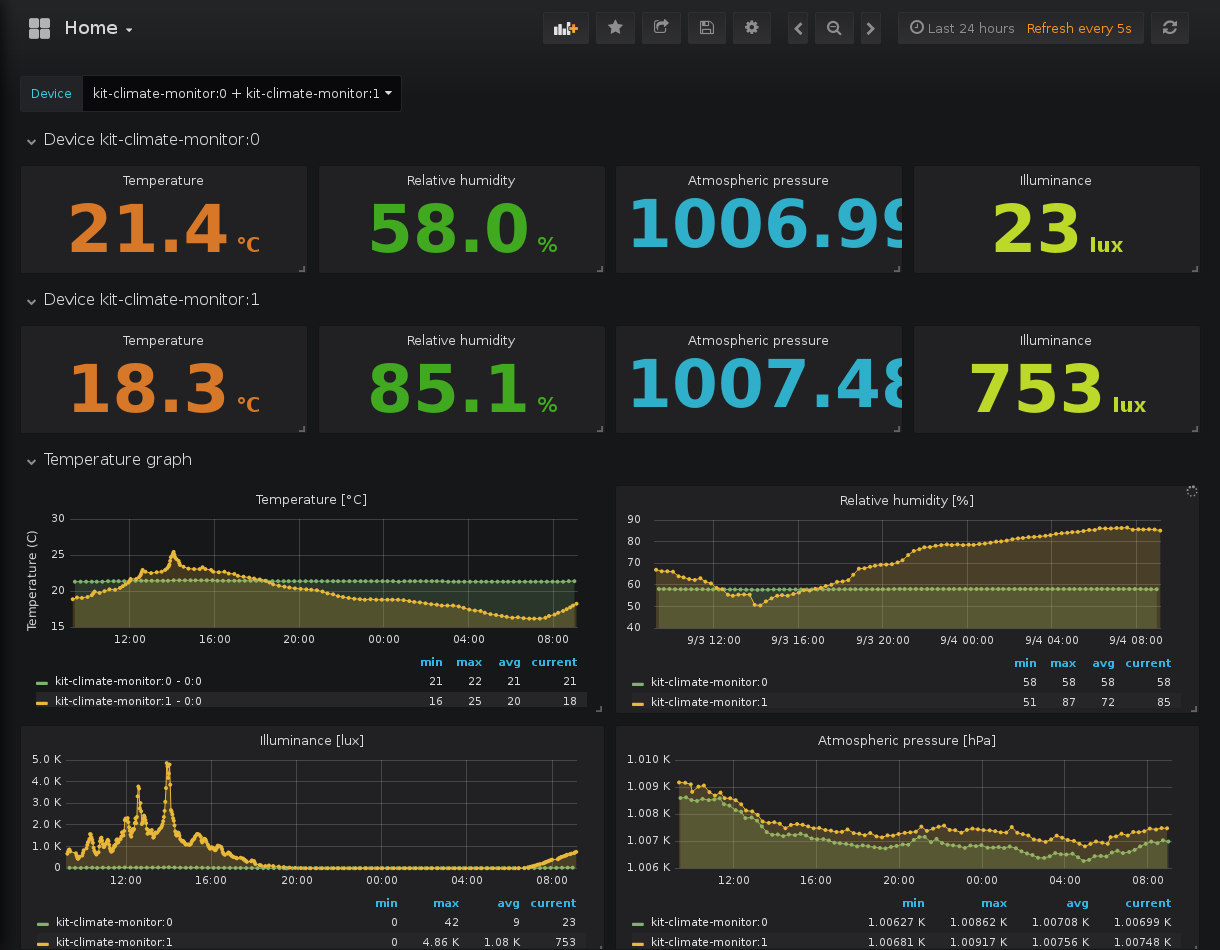 Home
Last 24 hours Refresh every 5s
Device kit-climate-monitor:0 + kit-climate-monitor:1
Device kit-climate-monitor:0
Temperature Relative humidity Atmospheric pressure Illuminance
21.4 °C 58.0 % 1006.99 23 lux
Device kit-climate-monitor:1
Temperature Relative humidity Atmospheric pressure Illuminance
18.3 °C 85.1 % 1007.48 753 lux
Temperature graph
Temperature [°C]
Temperature (C)
30
25
20
15
12:00 16:00 20:00 00:00 04:00 08:00
min max avg current
kit-climate-monitor:0 - 0:0 21 22 21 21
kit-climate-monitor:1 - 0:0 16 25 20 18
Relative humidity [%]
90
80
70
60
50
40
9/3 12:00 9/3 16:00 9/3 20:00 9/4 00:00 9/4 04:00 9/4 08:00
min max avg current
kit-climate-monitor:0 58 58 58 58
kit-climate-monitor:1 51 87 72 85
Illuminance [lux]
5.0 K
4.0 K
3.0 K
2.0 K
1.0 K
0
12:00 16:00 20:00 00:00 04:00 08:00
min max avg current
kit-climate-monitor:0 0 42 9 23
kit-climate-monitor:1 0 4.86 K 1.08 K 753
Atmospheric pressure [hPa]
1.010 K
1.009 K
1.008 K
1.007 K
1.006 K
12:00 16:00 20:00 00:00 04:00 08:00
min max avg current
kit-climate-monitor:0 1.00627 K 1.00862 K 1.00708 K 1.00699 K
kit-climate-monitor:1 1.00681 K 1.00917 K 1.00756 K 1.00748 K